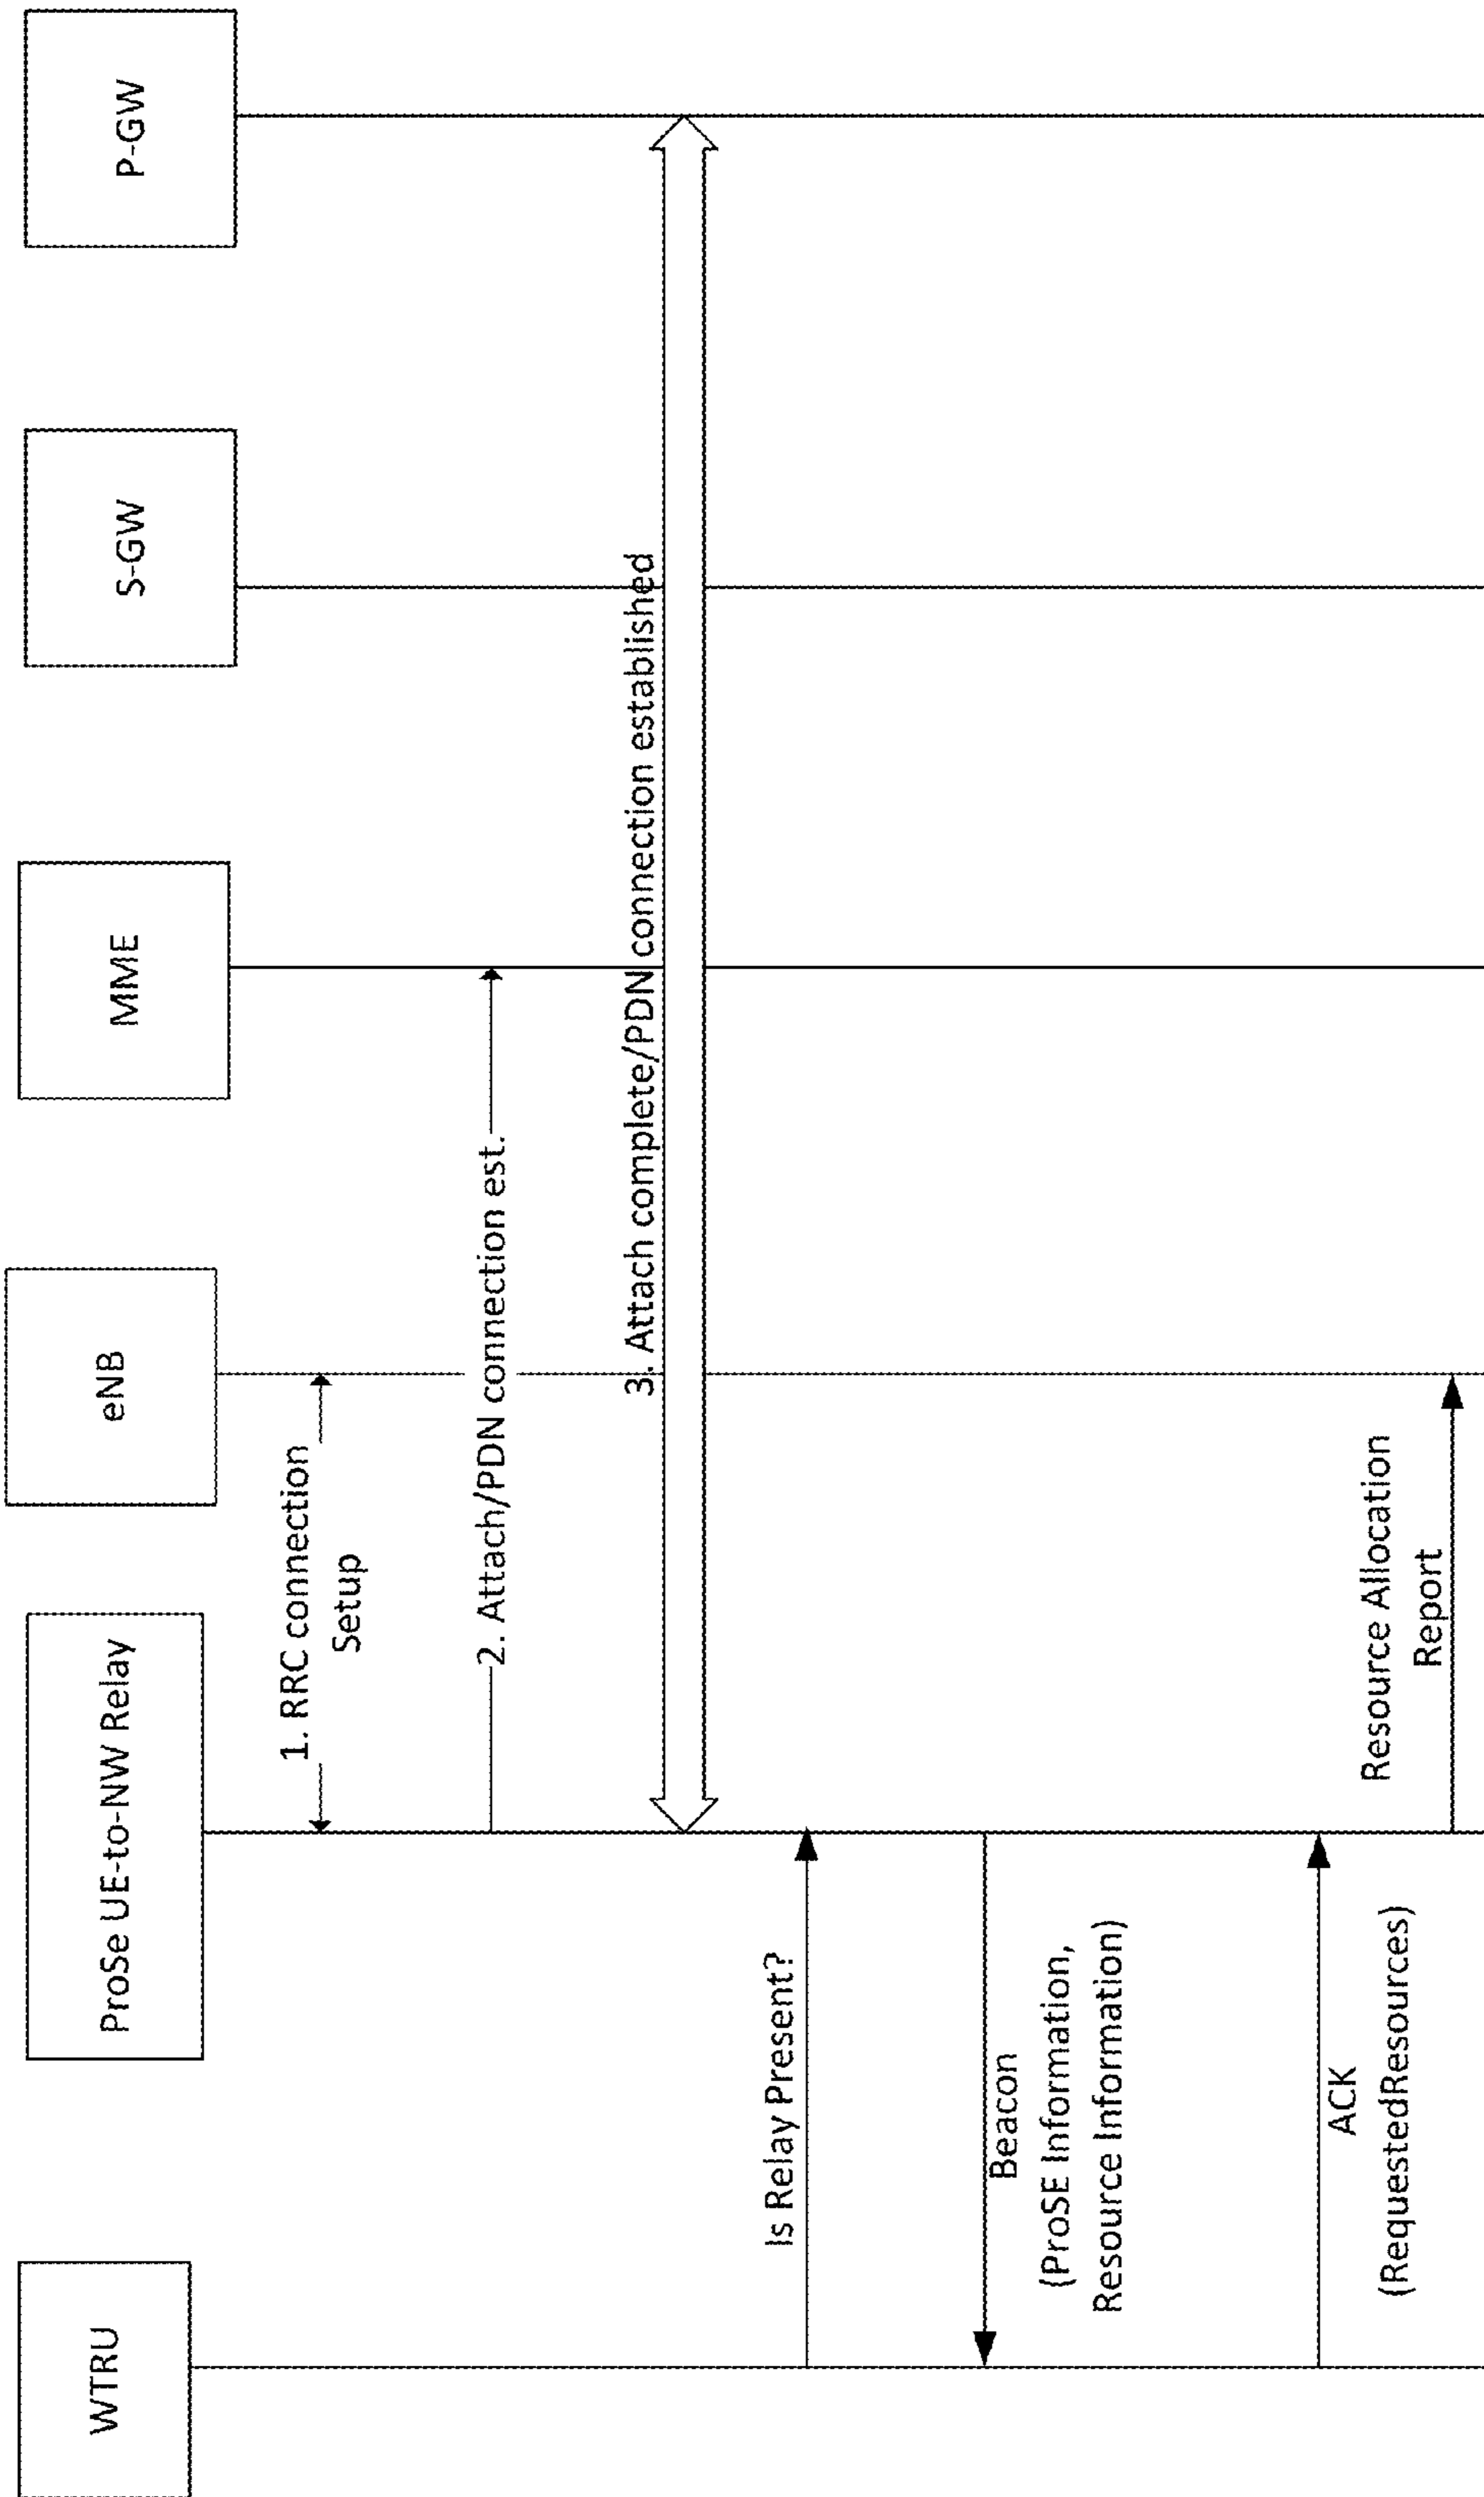 WTRU
ProSe UE-to-NW Relay
eNB
MME
S-GW
P-GW
1. RRC connection
Setup
2. Attach/PDN connection est.
3. Attach complete/PDN connection established
Is Relay Present?
Beacon
(ProSE Information,
Resource Information)
ACK
(RequestedResources)
Resource Allocation
Report